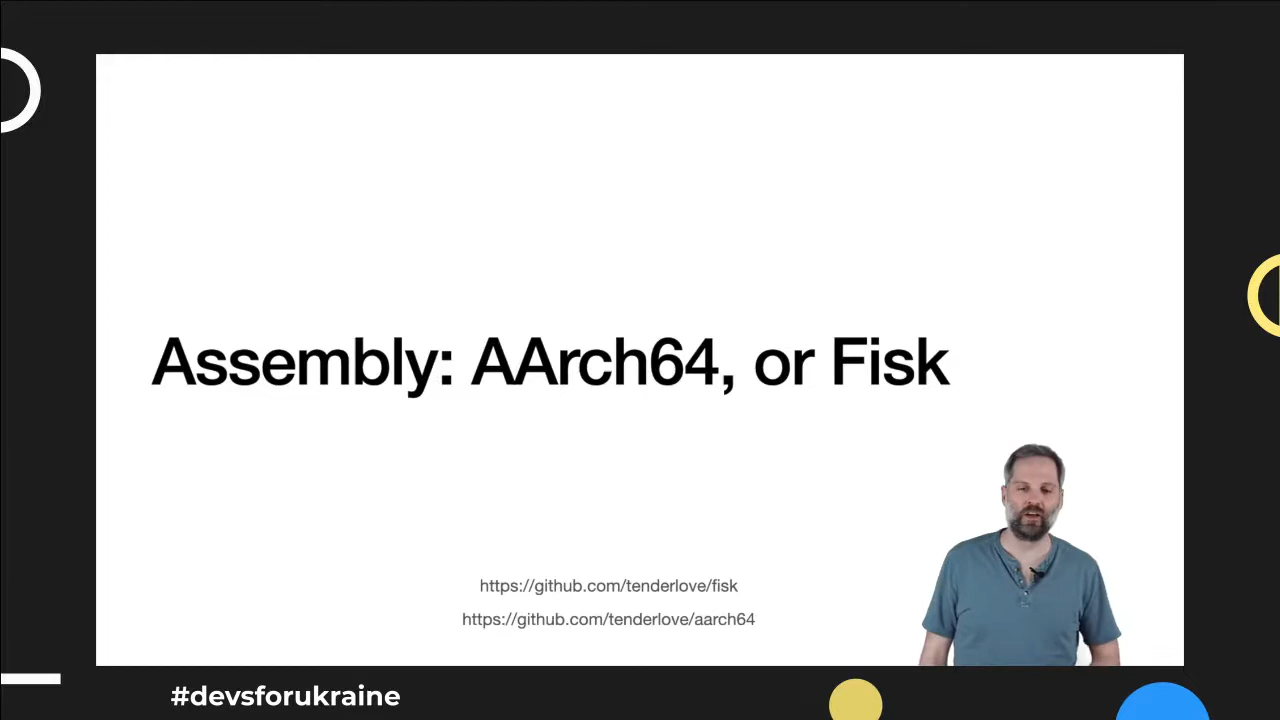 Assembly: AArch64, or Fisk
https://github.com/tenderlove/fisk
https://github.com/tenderlove/aarch64
#devsforukraine